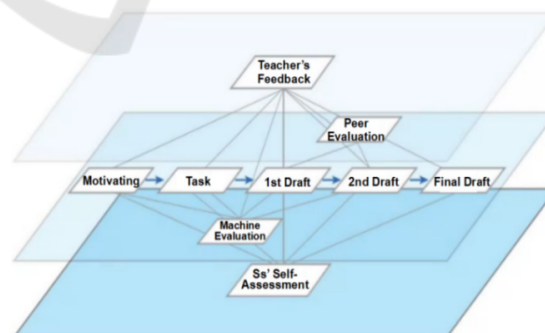 Teacher's
Feedback
Peer
Evaluation
Motivating
Task
1st Draft
2nd Draft
Final Draft
Machine
Evaluation
Ss' Self-
Assessment